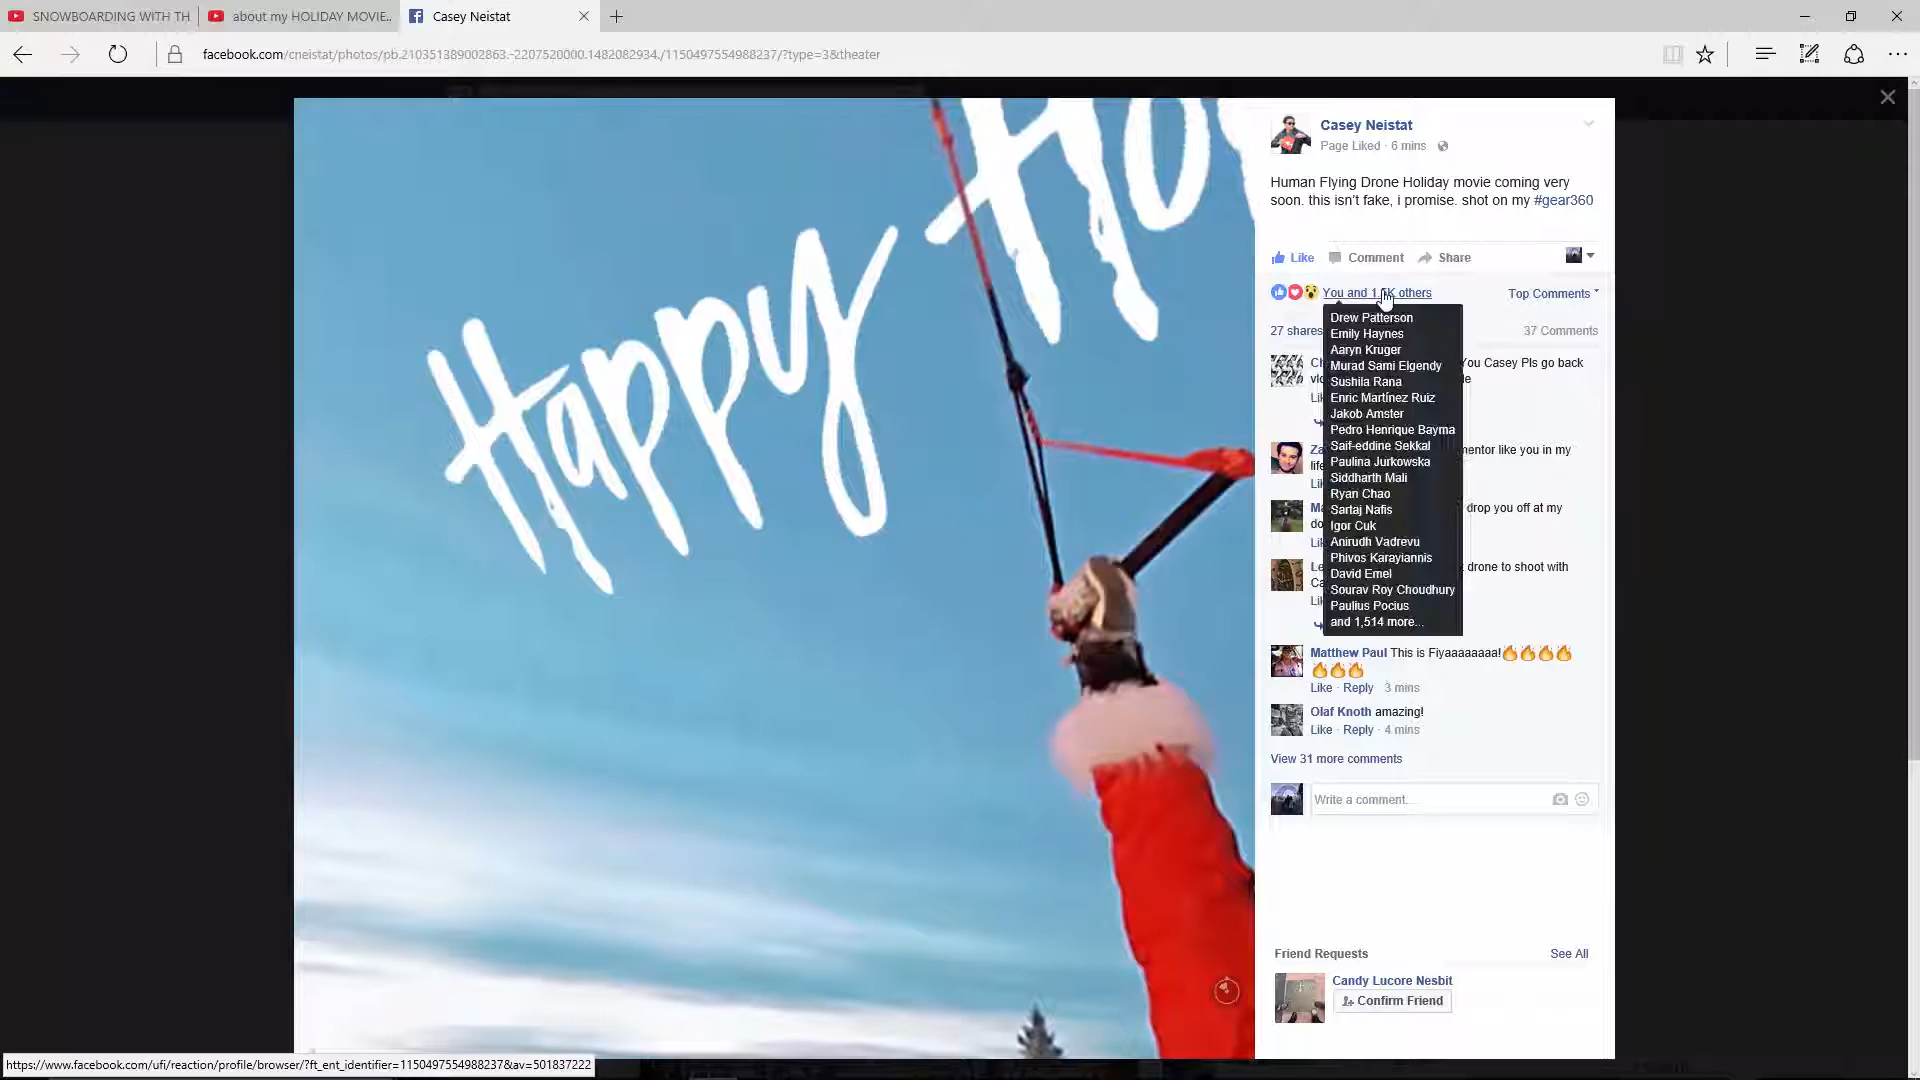 SNOWBOARDING WITH TH
about my HOLIDAY MOVIE..
Casey Neistat
facebook.com/cneistat/photos/pb.210351389002863.-2207520000.1482082934./1150497554988237/?type=3&theater
Happy Ho
Casey Neistat
Page Liked · 6 mins
Human Flying Drone Holiday movie coming very
soon. this isn't fake, i promise. shot on my #gear360
Like Comment Share
You and 1. K others
Top Comments
27 shares
37 Comments
Drew Patterson
Emily Haynes
Aaryn Kruger
Murad Sami Elgendy
Sushila Rana
Enric Martínez Ruiz
Jakob Amster
Pedro Henrique Bayma
Saif-eddine Sekkal
Paulina Jurkowska
Siddharth Mali
Ryan Chao
Sartaj Nafis
Igor Cuk
Anirudh Vadrevu
Phivos Karayiannis
David Emel
Sourav Roy Choudhury
Paulius Pocius
and 1,514 more...
You Casey Pls go back
mentor like you in my
life
drop you off at my
drone to shoot with
Matthew Paul This is Fiyaaaaaaaa!🔥🔥🔥🔥
🔥🔥🔥
Like · Reply · 3 mins
Olaf Knoth amazing!
Like · Reply · 4 mins
View 31 more comments
Write a comment...
Friend Requests
See All
Candy Lucore Nesbit
Confirm Friend
https://www.facebook.com/ufi/reaction/profile/browser/?ft_ent_identifier=1150497554988237&av=501837222